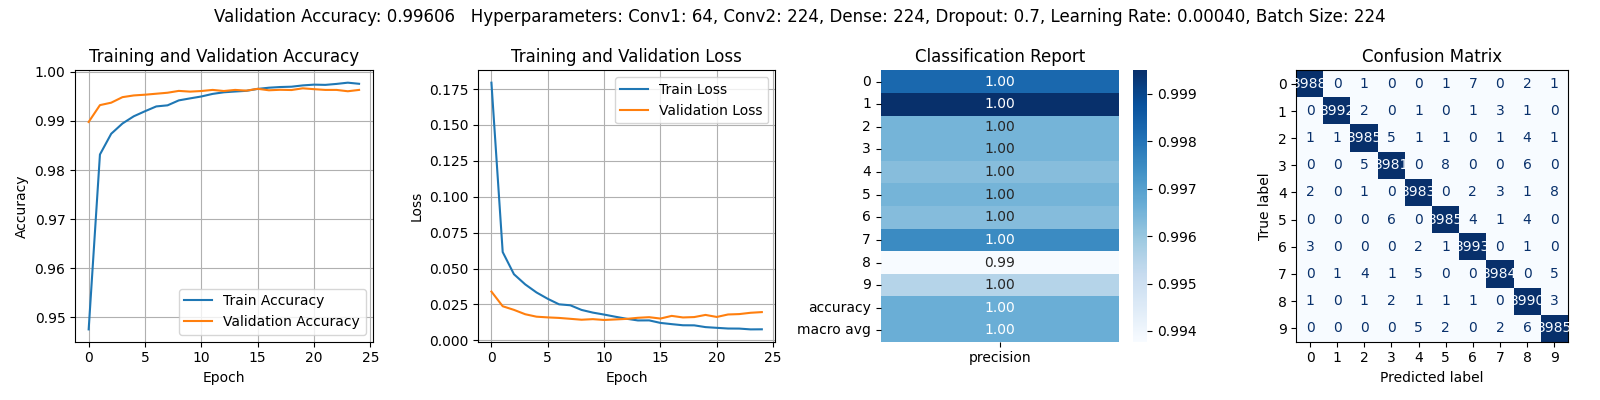 Validation Accuracy: 0.99606   Hyperparameters: Conv1: 64, Conv2: 224, Dense: 224, Dropout: 0.7, Learning Rate: 0.00040, Batch Size: 224
Training and Validation Accuracy
1.00
0.99
0.98
0.97
0.96
0.95
Accuracy
Train Accuracy
Validation Accuracy
0 5 10 15 20 25
Epoch
Training and Validation Loss
0.175
0.150
0.125
0.100
0.075
0.050
0.025
0.000
Loss
Train Loss
Validation Loss
0 5 10 15 20 25
Epoch
Classification Report
0 1.00
1 1.00
2 1.00
3 1.00
4 1.00
5 1.00
6 1.00
7 1.00
8 0.99
9 1.00
accuracy 1.00
macro avg 1.00
precision
0.999
0.998
0.997
0.996
0.995
0.994
Confusion Matrix
True label
0 3988 0 1 0 0 1 7 0 2 1
1 0 3992 2 0 1 0 1 3 1 0
2 1 1 3985 5 1 1 0 1 4 1
3 0 0 5 3981 0 8 0 0 6 0
4 2 0 1 0 3983 0 2 3 1 8
5 0 0 0 6 0 3985 4 1 4 0
6 3 0 0 0 2 1 3993 0 1 0
7 0 1 4 1 5 0 0 3984 0 5
8 1 0 1 2 1 1 1 0 3990 3
9 0 0 0 0 5 2 0 2 6 3985
0 1 2 3 4 5 6 7 8 9
Predicted label